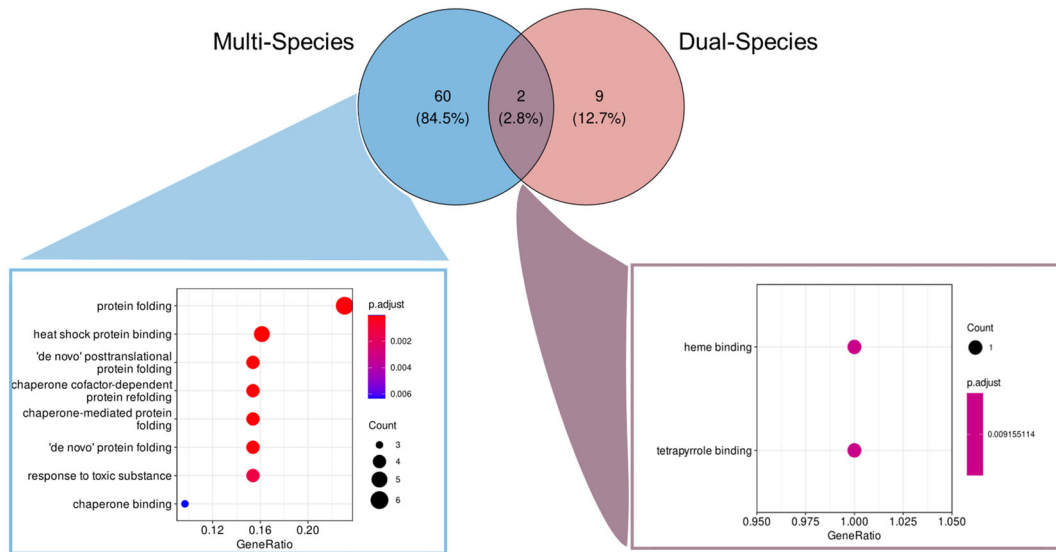 Multi-Species
Dual-Species
60
(84.5%)
2
(2.8%)
9
(12.7%)
protein folding
heat shock protein binding
'de novo' posttranslational
protein folding
chaperone cofactor-dependent
protein refolding
chaperone-mediated protein
folding
'de novo' protein folding
response to toxic substance
chaperone binding
0.12
0.16
0.20
GeneRatio
p.adjust
0.002
0.004
0.006
Count
3
4
5
6
heme binding
tetrapyrrole binding
0.950
0.975
1.000
1.025
1.050
GeneRatio
Count
1
p.adjust
0.009155114